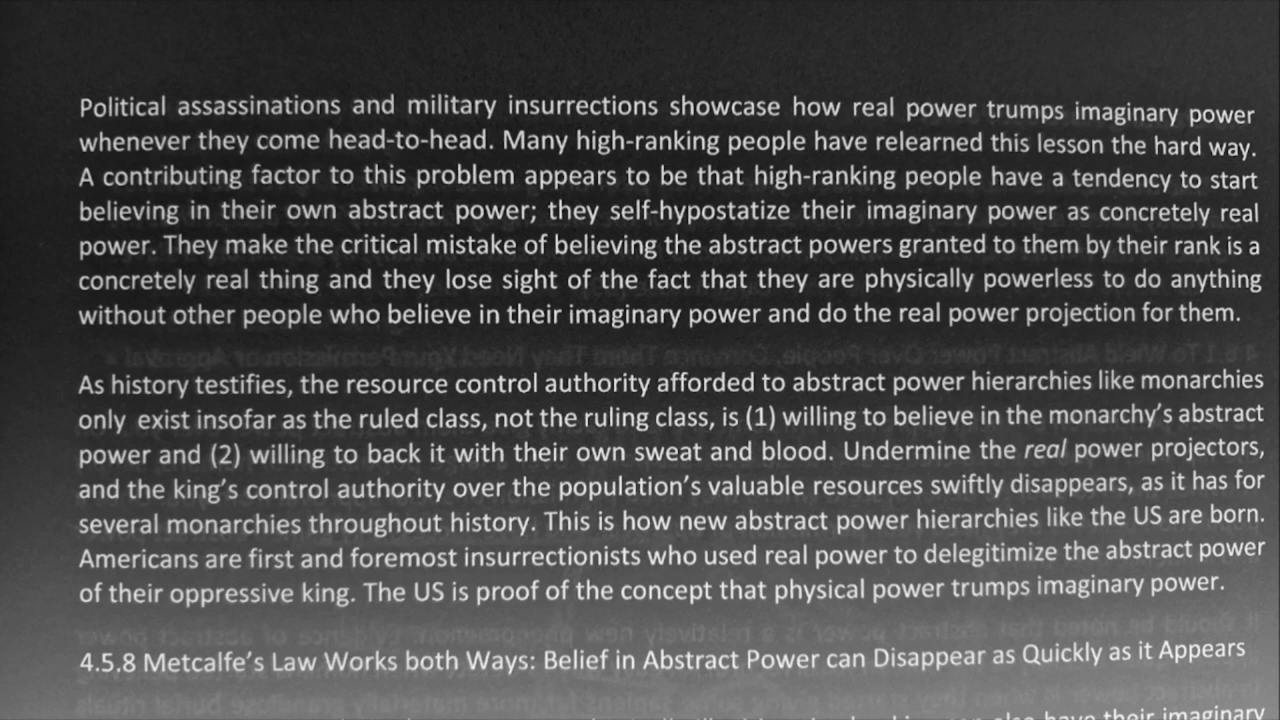 Political assassinations and military insurrections showcase how real power trumps imaginary power
whenever they come head-to-head. Many high-ranking people have relearned this lesson the hard way.
A contributing factor to this problem appears to be that high-ranking people have a tendency to start
believing in their own abstract power; they self-hypostatize their imaginary power as concretely real
power. They make the critical mistake of believing the abstract powers granted to them by their rank is a
concretely real thing and they lose sight of the fact that they are physically powerless to do anything
without other people who believe in their imaginary power and do the real power projection for them.
As history testifies, the resource control authority afforded to abstract power hierarchies like monarchies
only exist insofar as the ruled class, not the ruling class, is (1) willing to believe in the monarchy's abstract
power and (2) willing to back it with their own sweat and blood. Undermine the real power projectors,
and the king's control authority over the population's valuable resources swiftly disappears, as it has for
several monarchies throughout history. This is how new abstract power hierarchies like the US are born.
Americans are first and foremost insurrectionists who used real power to delegitimize the abstract power
of their oppressive king. The US is proof of the concept that physical power trumps imaginary power.
4.5.8 Metcalfe's Law Works both Ways: Belief in Abstract Power can Disappear as Quickly as it Appears
also have their imaginary